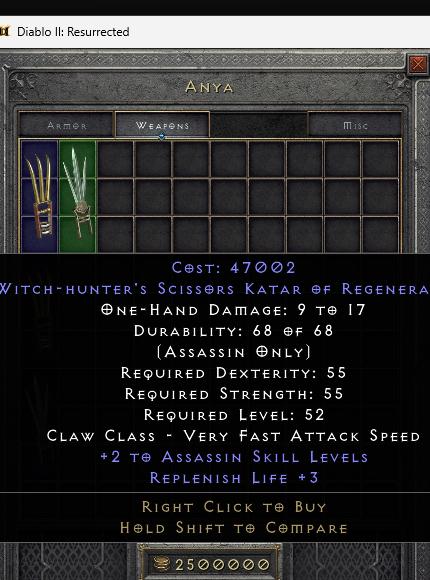 Diablo II: Resurrected
Anya
Armor Weapons Misc
Cost: 47002
Witch-hunter's Scissors Katar of Regenera
One-Hand Damage: 9 to 17
Durability: 68 of 68
(Assassin Only)
Required Dexterity: 55
Required Strength: 55
Required Level: 52
Claw Class - Very Fast Attack Speed
+2 to Assassin Skill Levels
Replenish Life +3
Right Click to Buy
Hold Shift to Compare
2500000